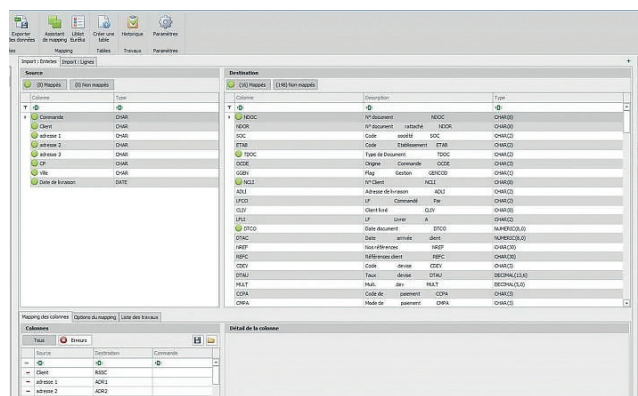 Exporter les données
Assistant de mapping
Liblist Eurêka
Créer une table
Historique
Paramètres
Mapping
Tables
Travaux
Paramètres
Import : Entetes
Import : Lignes
Source
Destination
Mappés
Non mappés
(16) Mappés
(148) Non mappés
Colonne
Type
Colonne
Description
Type
Commande CHAR
Client CHAR
adresse 1 CHAR
adresse 2 CHAR
adresse 3 CHAR
CP CHAR
Ville CHAR
Date de livraison DATE
NDOC N° document NDOC CHAR(8)
NDOR N° document rattaché NDOR CHAR(8)
SOC Code société SOC CHAR(2)
ETAB Code Etablissement ETAB CHAR(2)
TDOC Type de Document TDOC CHAR(2)
OCDE Origine Commande OCDE CHAR(2)
GGEN Flag Gestion GENCOD CHAR(1)
NCLI N° Client NCLI CHAR(8)
ADLI Adresse de livraison ADLI CHAR(2)
LFCO LF Commandé Par CHAR(2)
CLIV Client livré CLIV CHAR(8)
LFLI LF Livrer A CHAR(2)
DTCO Date document DTCO NUMERIC(8,0)
DTAC Date arrivée client NUMERIC(8,0)
NREF Nos références NREF CHAR(30)
REFC Références client REFC CHAR(30)
CDEV Code devise CDEV CHAR(3)
DTAU Taux devise DTAU DECIMAL(13,6)
MULT Mult. dev MULT DECIMAL(5,0)
CCPA Code de paiement CCPA CHAR(3)
CMPA Mode de paiement CMPA CHAR(3)
Mapping des colonnes
Options du mapping
Liste des travaux
Colonnes
Détail de la colonne
Tous
Erreurs
Source
Destination
Commande
Client RSSC
adresse 1 ADR1
adresse 2 ADR2